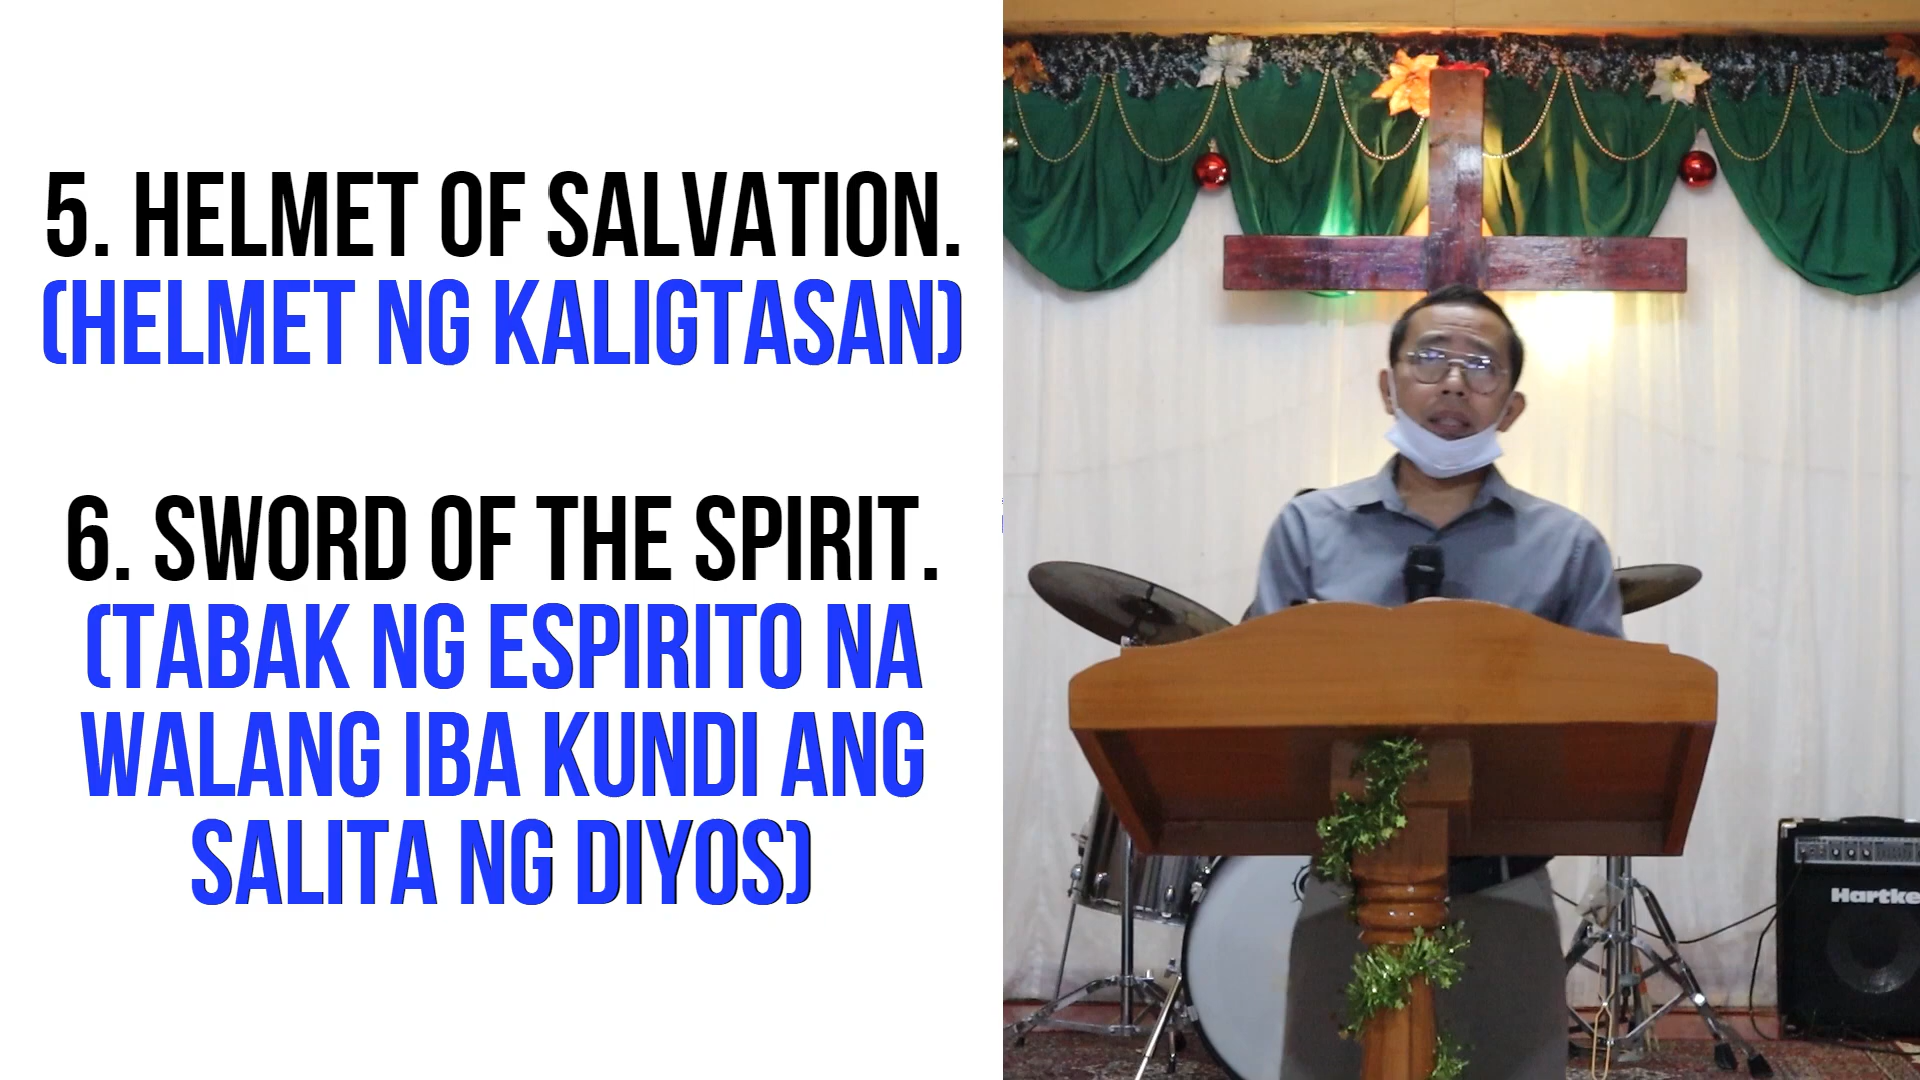 5. HELMET OF SALVATION.
(HELMET NG KALIGTASAN)
6. SWORD OF THE SPIRIT.
(TABAK NG ESPIRITO NA
WALANG IBA KUNDI ANG
SALITA NG DIYOS)
Hartke